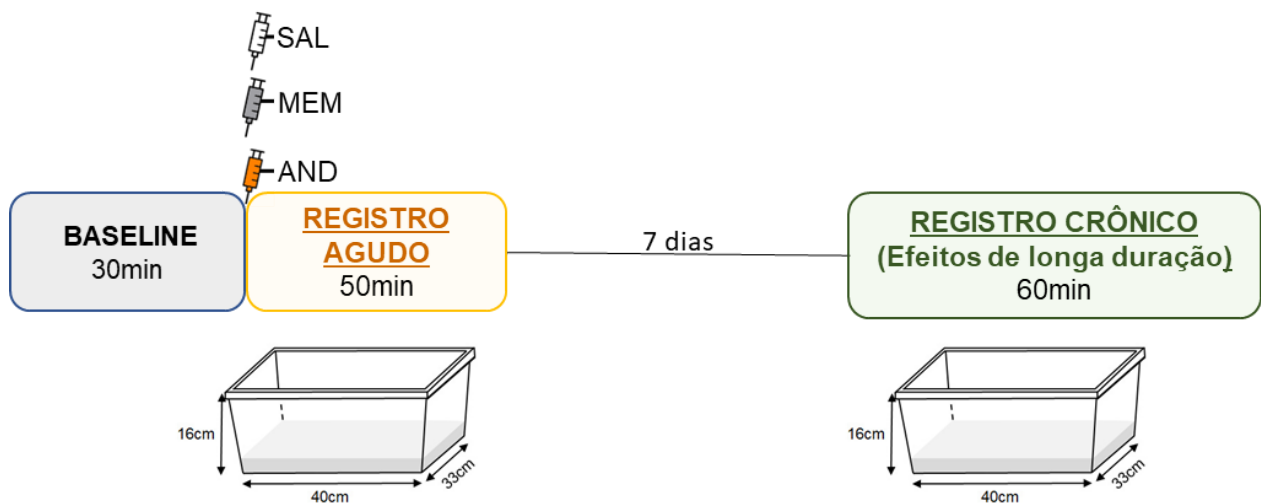 SAL
MEM
AND
BASELINE
30min
REGISTRO
AGUDO
50min
7 dias
REGISTRO CRÔNICO
(Efeitos de longa duração)
60min
16cm
40cm
33cm
16cm
40cm
33cm